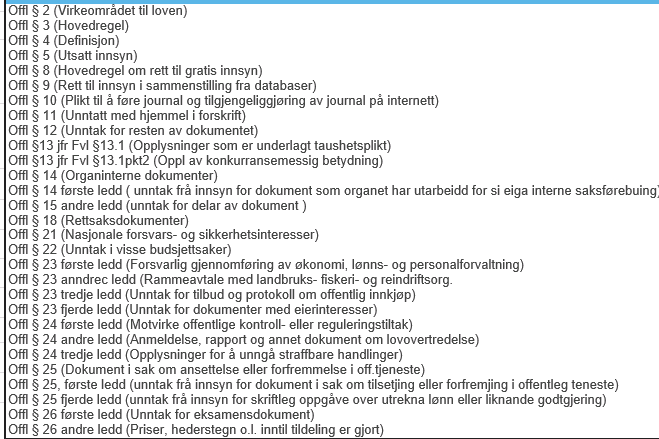 Offl § 2 (Virkeområdet til loven)
Offl § 3 (Hovedregel)
Offl § 4 (Definisjon)
Offl § 5 (Utsatt innsyn)
Offl § 8 (Hovedregel om rett til gratis innsyn)
Offl § 9 (Rett til innsyn i sammenstilling fra databaser)
Offl § 10 (Plikt til å føre journal og tilgjengeliggjøring av journal på internett)
Offl § 11 (Unntatt med hjemmel i forskrift)
Offl § 12 (Unntak for resten av dokumentet)
Offl §13 jfr Fvl §13.1 (Opplysninger som er underlagt taushetsplikt)
Offl §13 jfr Fvl §13.1pkt2 (Oppl av konkurransemessig betydning)
Offl § 14 (Organinterne dokumenter)
Offl § 14 første ledd ( unntak frå innsyn for dokument som organet har utarbeidd for si eiga interne saksførebuing)
Offl § 15 andre ledd (unntak for delar av dokument )
Offl § 18 (Rettsaksdokumenter)
Offl § 21 (Nasjonale forsvars- og sikkerhetsinteresser)
Offl § 22 (Unntak i visse budsjettsaker)
Offl § 23 første ledd (Forsvarlig gjennomføring av økonomi, lønns- og personalforvaltning)
Offl § 23 anndrec ledd (Rammeavtale med landbruks- fiskeri- og reindriftsorg.
Offl § 23 tredje ledd (Unntak for tilbud og protokoll om offentlig innkjøp)
Offl § 23 fjerde ledd (Unntak for dokumenter med eierinteresser)
Offl § 24 første ledd (Motvirke offentlige kontroll- eller reguleringstiltak)
Offl § 24 andre ledd (Anmeldelse, rapport og annet dokument om lovovertredelse)
Offl § 24 tredje ledd (Opplysninger for å unngå straffbare handlinger)
Offl § 25 (Dokument i sak om ansettelse eller forfremmelse i off.tjeneste)
Offl § 25, første ledd (unntak frå innsyn for dokument i sak om tilsetjing eller forfremjing i offentleg teneste)
Offl § 25 fjerde ledd (unntak frå innsyn for skriftleg oppgåve over utrekna lønn eller liknande godtgjering)
Offl § 26 første ledd (Unntak for eksamensdokument)
Offl § 26 andre ledd (Priser, hederstegn o.l. inntil tildeling er gjort)